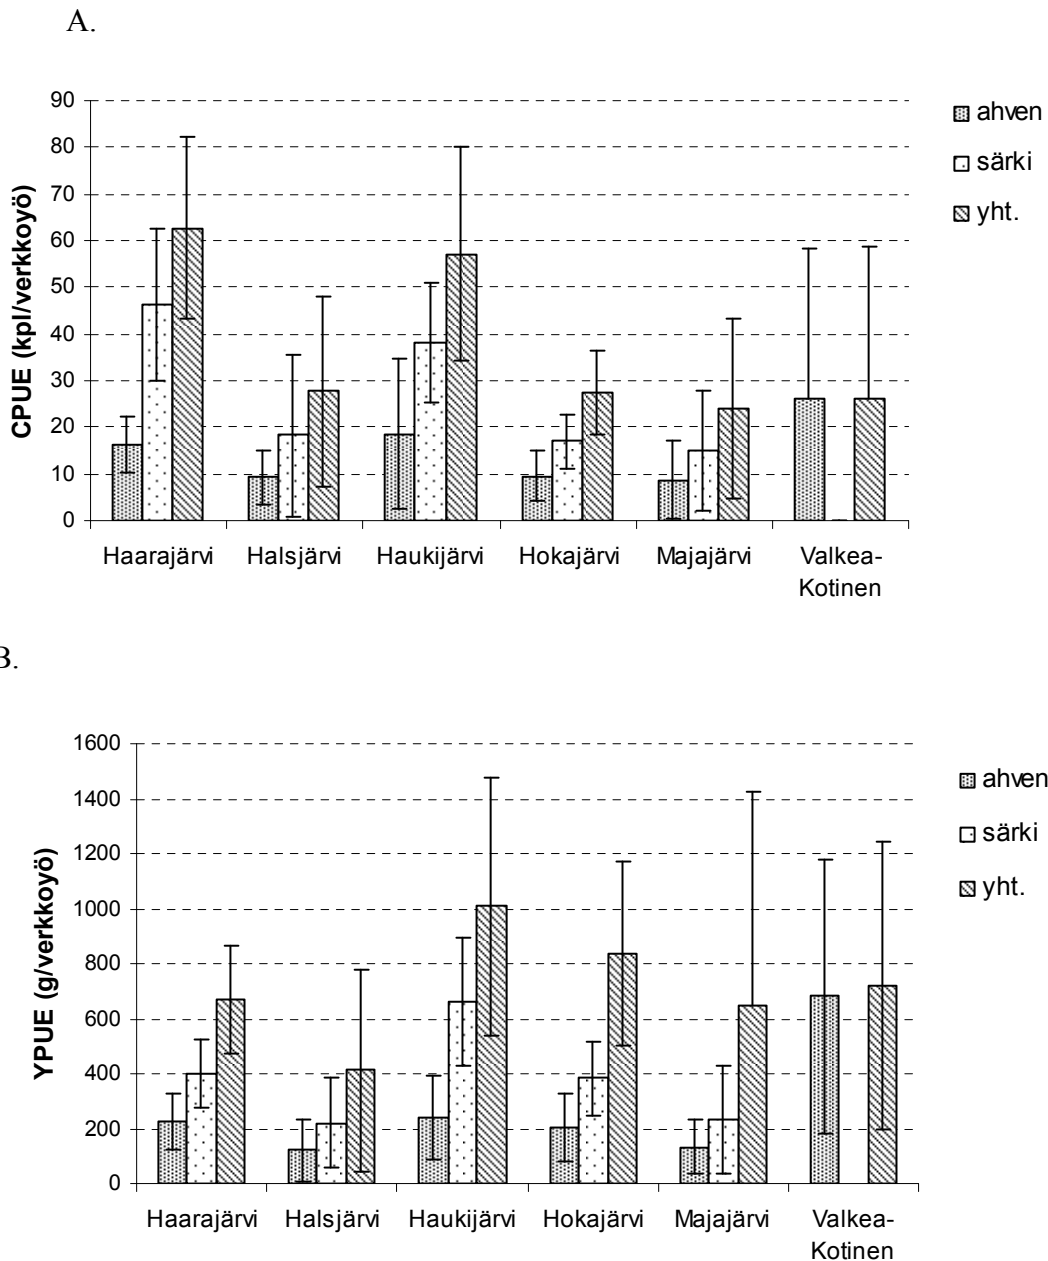 A.
90
80
70
60
50
40
30
20
10
0
CPUE (kpl/verkkoyö)
Haarajärvi Halsjärvi Haukijärvi Hokajärvi Majajärvi Valkea-
Kotinen
ahven
särki
yht.
B.
1600
1400
1200
1000
800
600
400
200
0
YPUE (g/verkkoyö)
Haarajärvi Halsjärvi Haukijärvi Hokajärvi Majajärvi Valkea-
Kotinen
ahven
särki
yht.